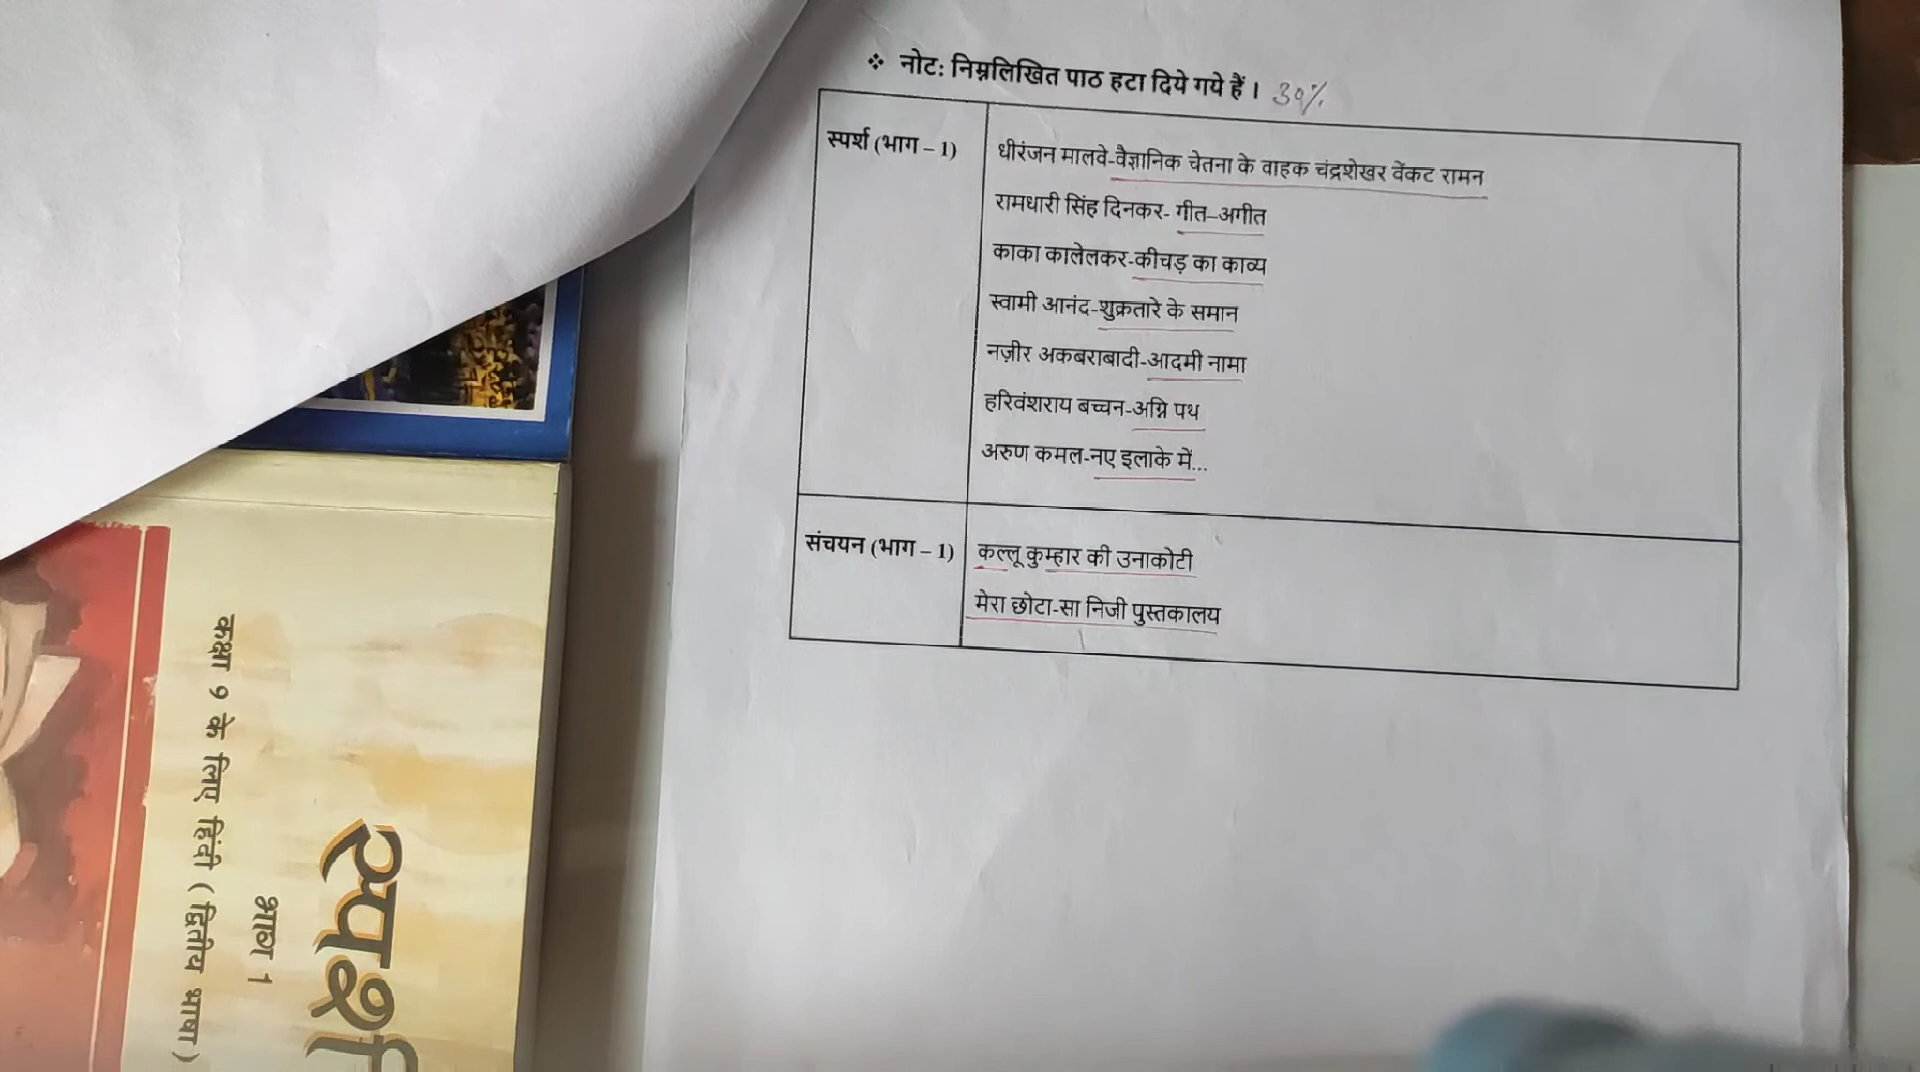 ❖ नोट: निम्नलिखित पाठ हटा दिये गये हैं । 30%
स्पर्श (भाग – 1)
धीरंजन मालवे-वैज्ञानिक चेतना के वाहक चंद्रशेखर वेंकट रामन
रामधारी सिंह दिनकर- गीत–अगीत
काका कालेलकर-कीचड़ का काव्य
स्वामी आनंद-शुक्रतारे के समान
नज़ीर अकबराबादी-आदमी नामा
हरिवंशराय बच्चन-अग्नि पथ
अरुण कमल-नए इलाके में...
संचयन (भाग – 1)
कल्लू कुम्हार की उनाकोटी
मेरा छोटा-सा निजी पुस्तकालय
स्पर्श
भाग 1
कक्षा 9 के लिए हिंदी (द्वितीय भाषा)